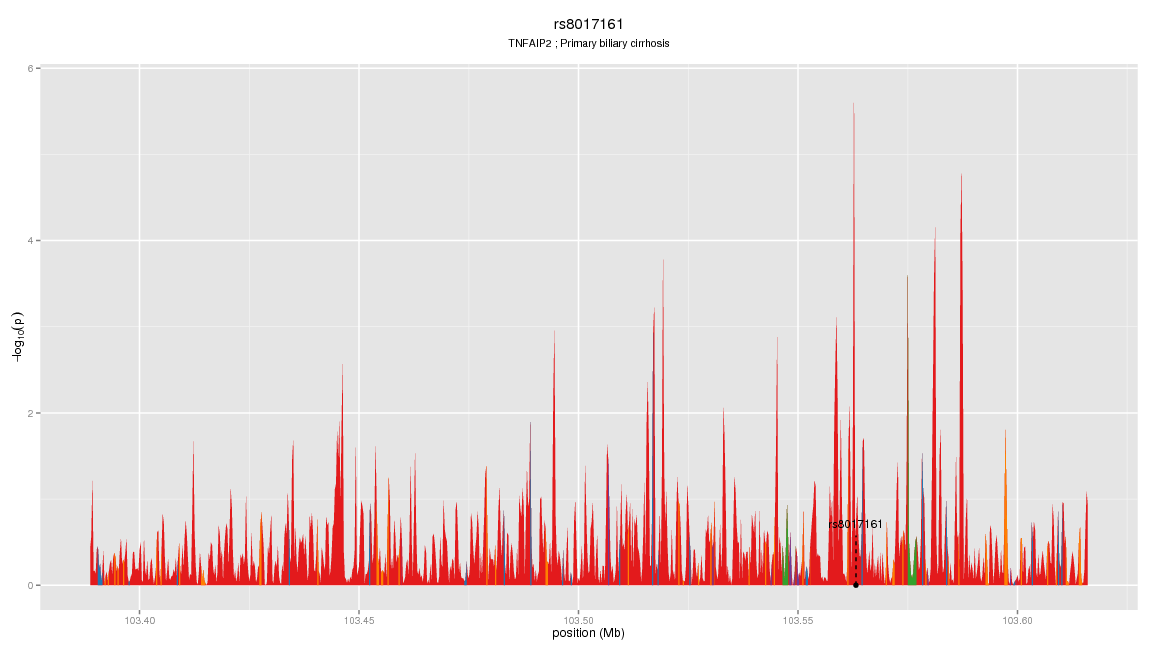 rs8017161
TNFAIP2 ; Primary biliary cirrhosis
6
4
2
0
−log10(p)
rs8017161
103.40
103.45
103.50
103.55
103.60
position (Mb)